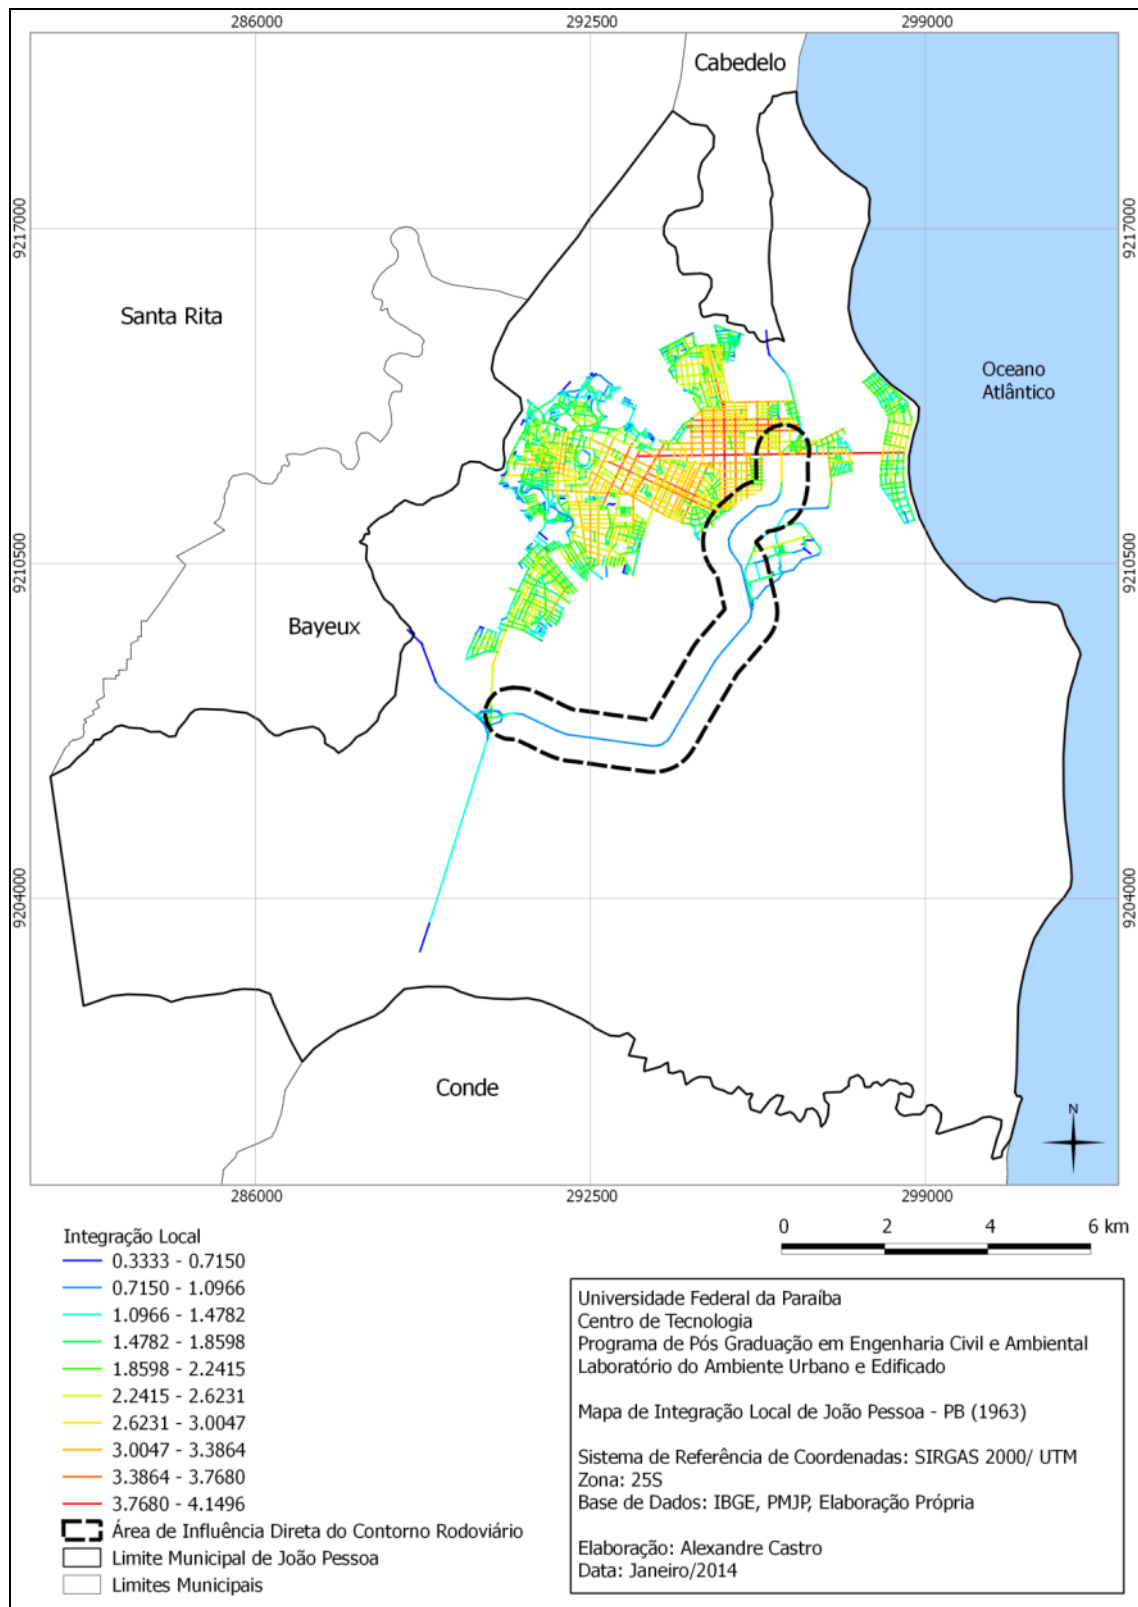 286000
292500
299000
Cabedelo
9217000
9217000
Santa Rita
Oceano
Atlântico
9210500
9210500
Bayeux
9204000
9204000
Conde
N
286000
292500
299000
Integração Local
0.3333 - 0.7150
0.7150 - 1.0966
1.0966 - 1.4782
1.4782 - 1.8598
1.8598 - 2.2415
2.2415 - 2.6231
2.6231 - 3.0047
3.0047 - 3.3864
3.3864 - 3.7680
3.7680 - 4.1496
Área de Influência Direta do Contorno Rodoviário
Limite Municipal de João Pessoa
Limites Municipais
0 2 4 6 km
Universidade Federal da Paraíba
Centro de Tecnologia
Programa de Pós Graduação em Engenharia Civil e Ambiental
Laboratório do Ambiente Urbano e Edificado
Mapa de Integração Local de João Pessoa - PB (1963)
Sistema de Referência de Coordenadas: SIRGAS 2000/ UTM
Zona: 25S
Base de Dados: IBGE, PMJP, Elaboração Própria
Elaboração: Alexandre Castro
Data: Janeiro/2014